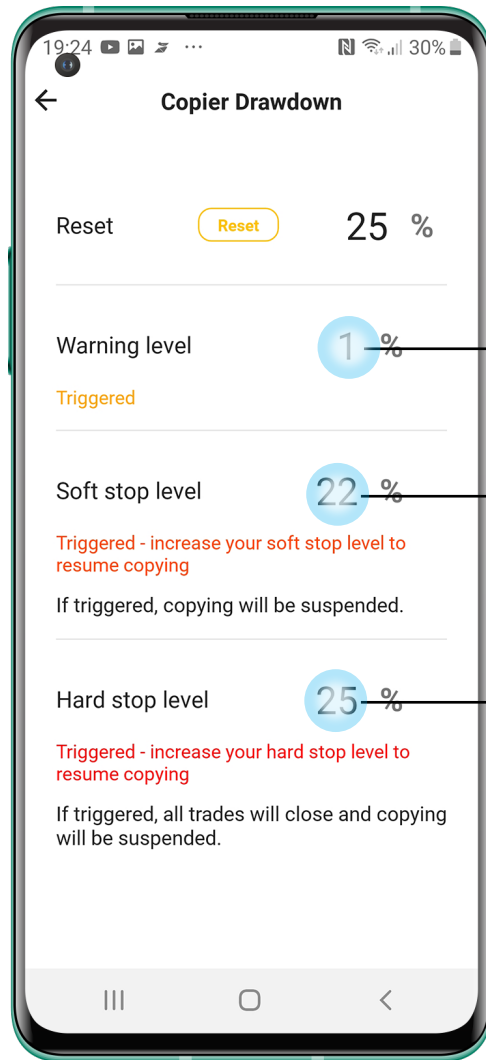 19:24
30%
Copier Drawdown
Reset Reset 25 %
Warning level 1 %
Triggered
Soft stop level 22 %
Triggered - increase your soft stop level to
resume copying
If triggered, copying will be suspended.
Hard stop level 25 %
Triggered - increase your hard stop level to
resume copying
If triggered, all trades will close and copying
will be suspended.